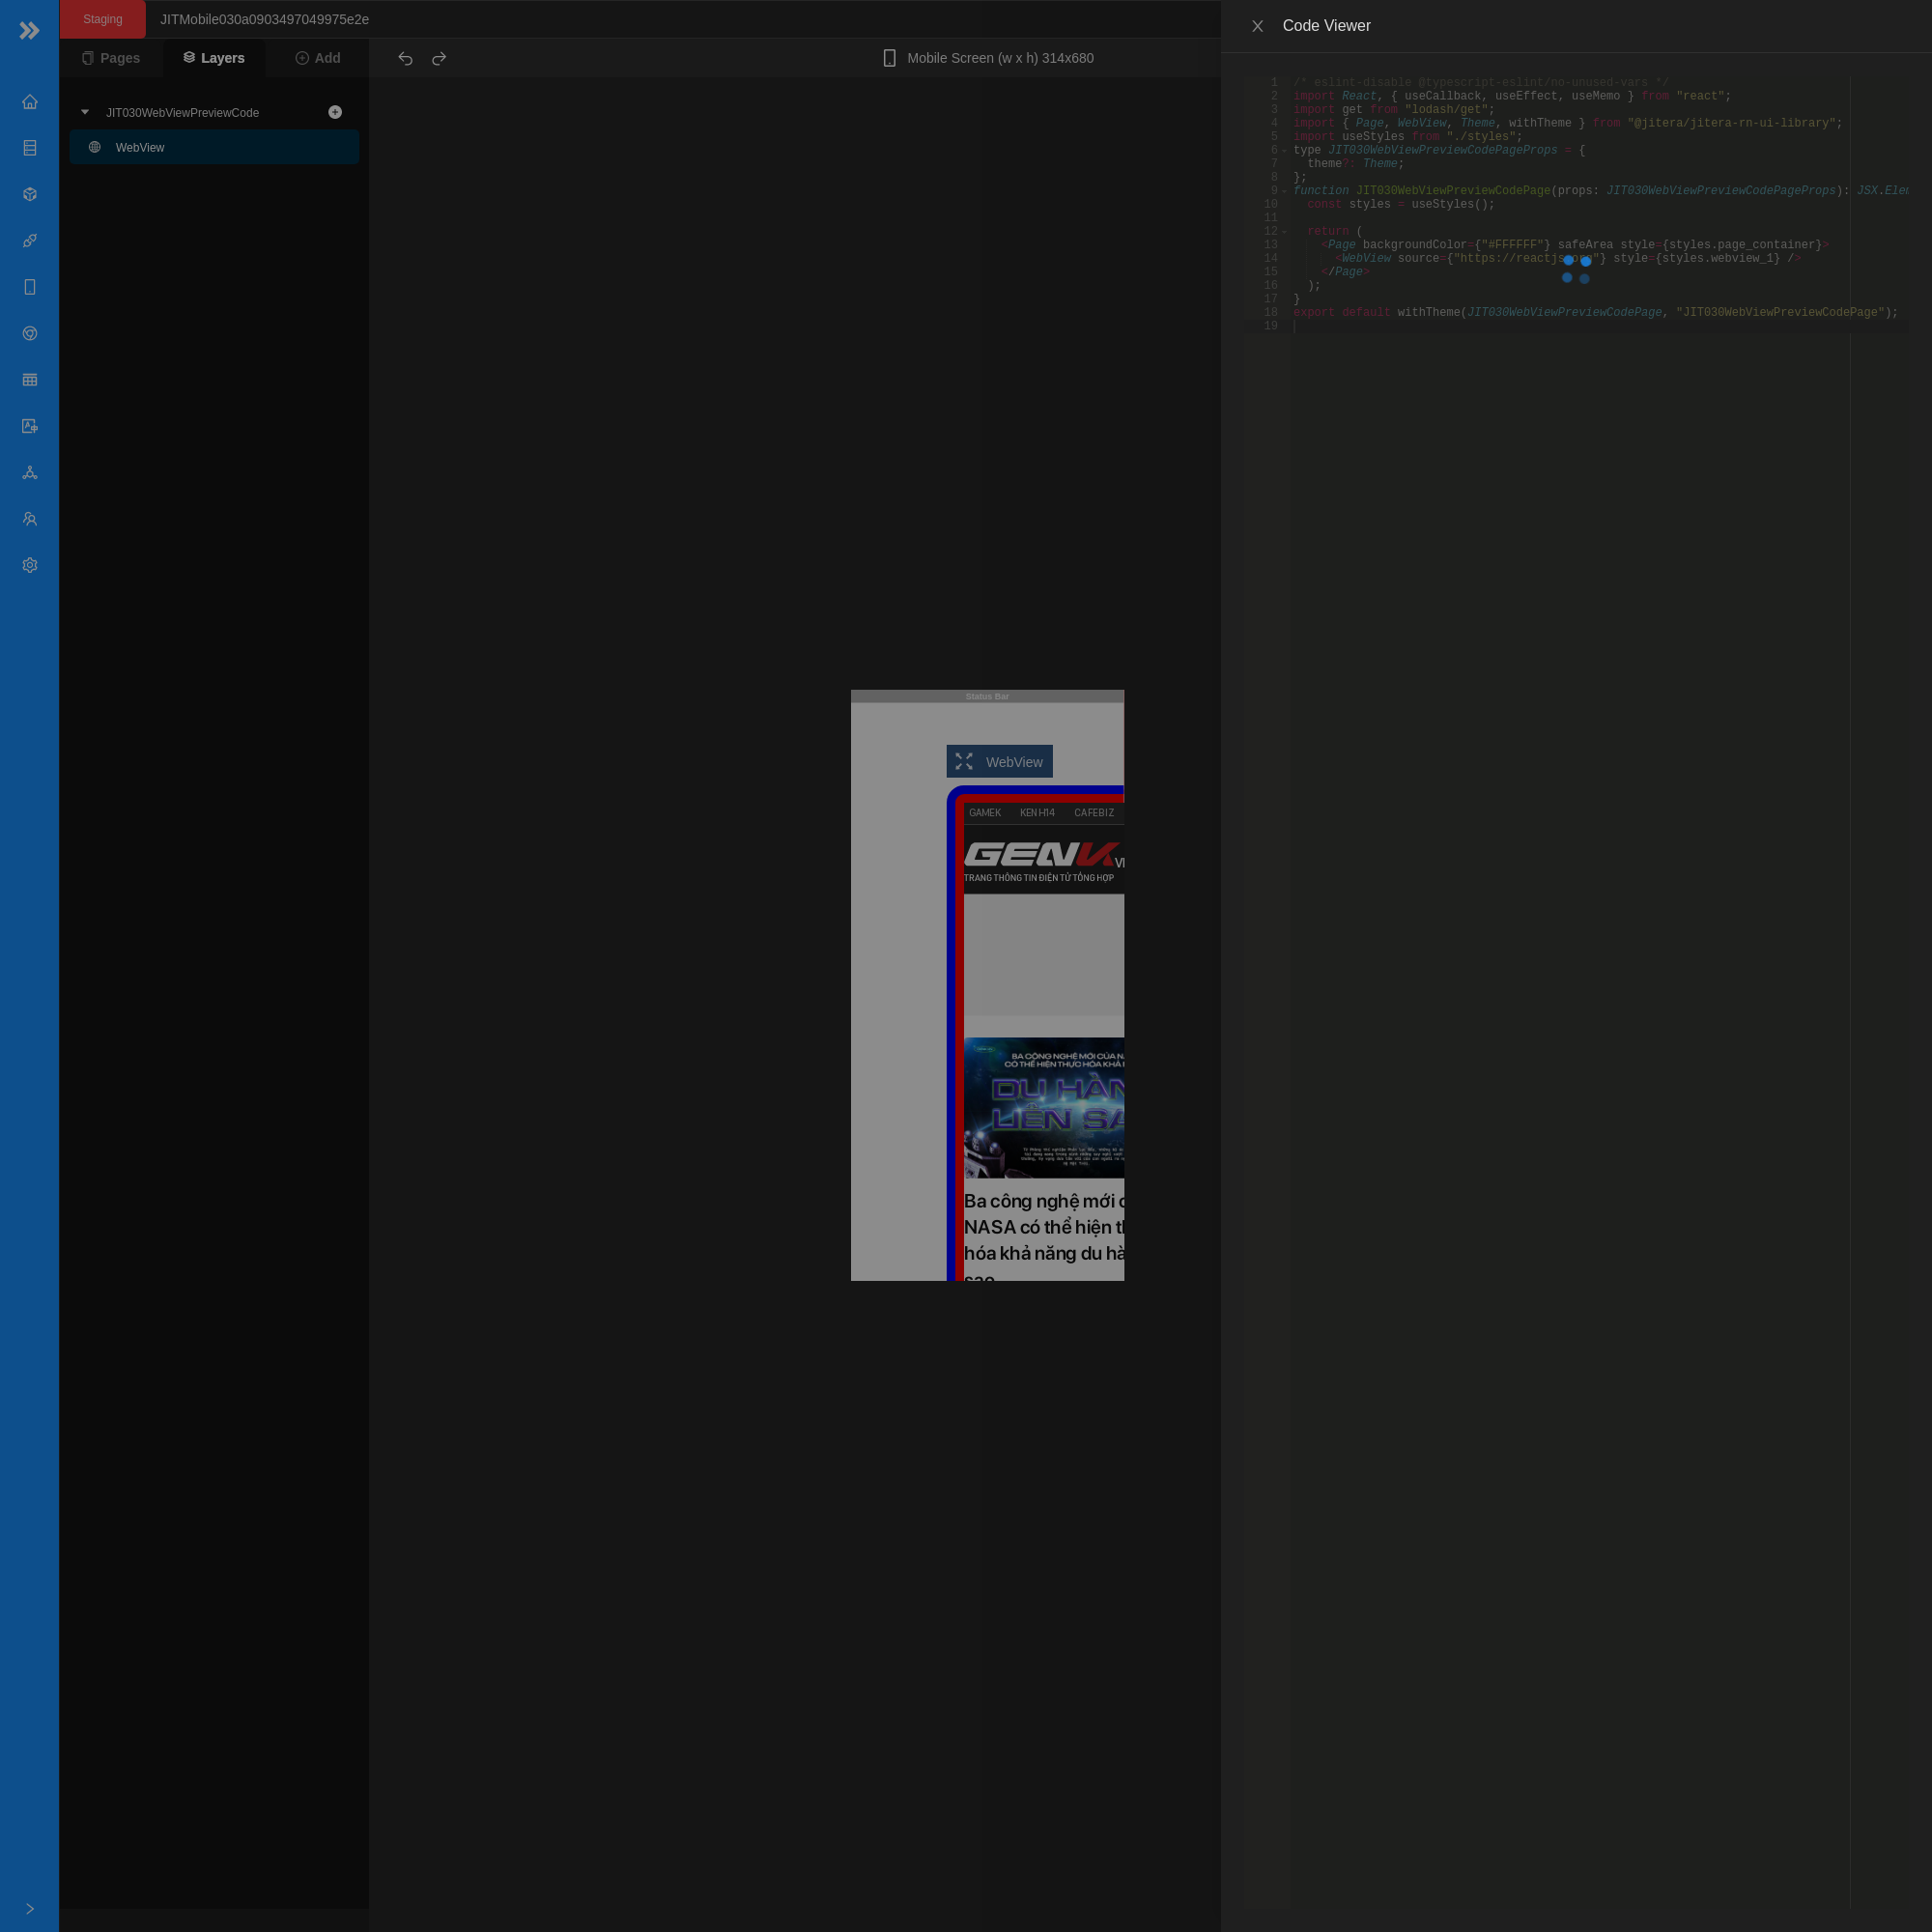 Staging
JITMobile030a0903497049975e2e
Pages
Layers
Add
Mobile Screen (w x h) 314x680
JIT030WebViewPreviewCode
WebView
Status Bar
WebView
GAMEK KENH14 CAFEBIZ
GENK
TRANG THÔNG TIN ĐIỆN TỬ TỔNG HỢP
BA CÔNG NGHỆ MỚI CỦA
CÓ THỂ HIỆN THỰC HÓA KHẢ
DU HÀN
LIÊN SA
Ba công nghệ mới c
NASA có thể hiện th
hóa khả năng du hà
sao
Code Viewer
1 /* eslint-disable @typescript-eslint/no-unused-vars */
2 import React, { useCallback, useEffect, useMemo } from "react";
3 import get from "lodash/get";
4 import { Page, WebView, Theme, withTheme } from "@jitera/jitera-rn-ui-library";
5 import useStyles from "./styles";
6 type JIT030WebViewPreviewCodePageProps = {
7 theme?: Theme;
8 };
9 function JIT030WebViewPreviewCodePage(props: JIT030WebViewPreviewCodePageProps): JSX.Elem
10 const styles = useStyles();
11
12 return (
13 <Page backgroundColor={"#FFFFFF"} safeArea style={styles.page_container}>
14 <WebView source={"https://reactjs.org"} style={styles.webview_1} />
15 </Page>
16 );
17 }
18 export default withTheme(JIT030WebViewPreviewCodePage, "JIT030WebViewPreviewCodePage");
19